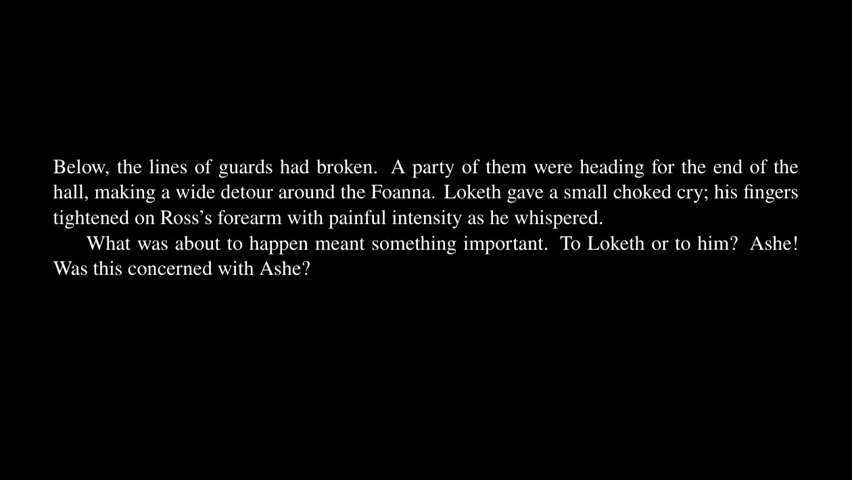 Below, the lines of guards had broken. A party of them were heading for the end of the
hall, making a wide detour around the Foanna. Loketh gave a small choked cry; his fingers
tightened on Ross's forearm with painful intensity as he whispered.
What was about to happen meant something important. To Loketh or to him? Ashe!
Was this concerned with Ashe?